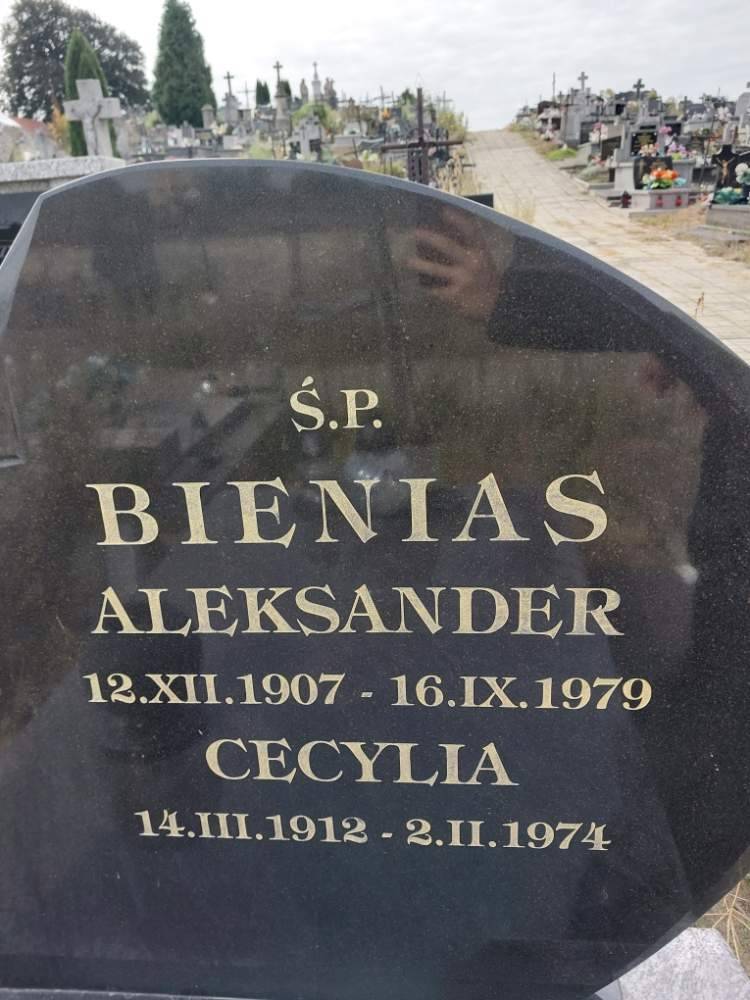 Ś.P.
BIENIAS
ALEKSANDER
12.XII.1907 - 16.IX.1979
CECYLIA
14.III.1912 - 2.II.1974